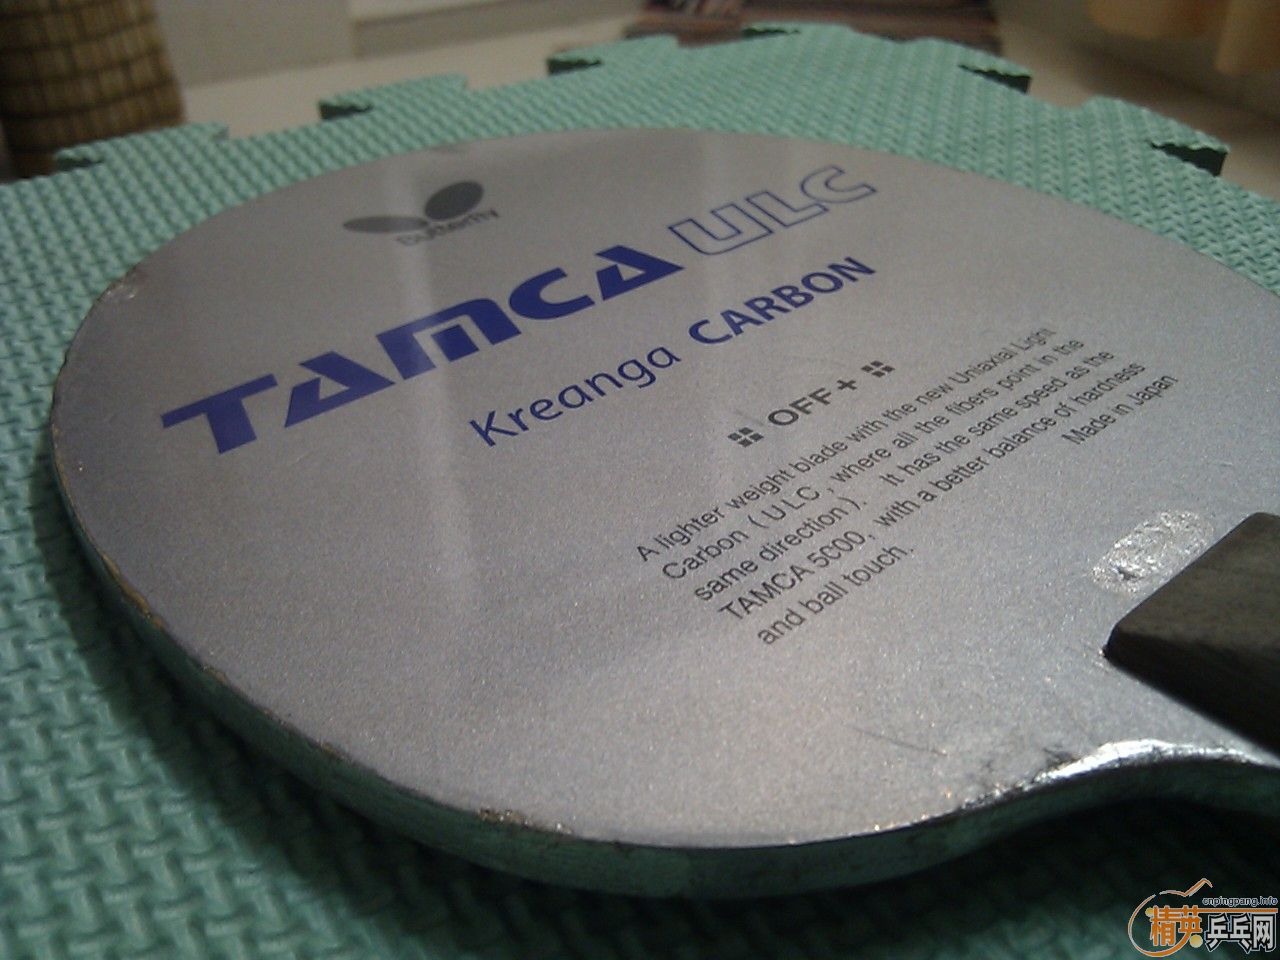 Butterfly
TAMCA ULC
Kreanga CARBON
OFF+
A lighter weight blade with the new Uniaxial Light
Carbon ( U L C , where all the fibers point in the
same direction ). It has the same speed as the
TAMCA 5000, with a better balance of hardness
and ball touch.
Made in Japan
cnpingpang.info
精英乒乓网